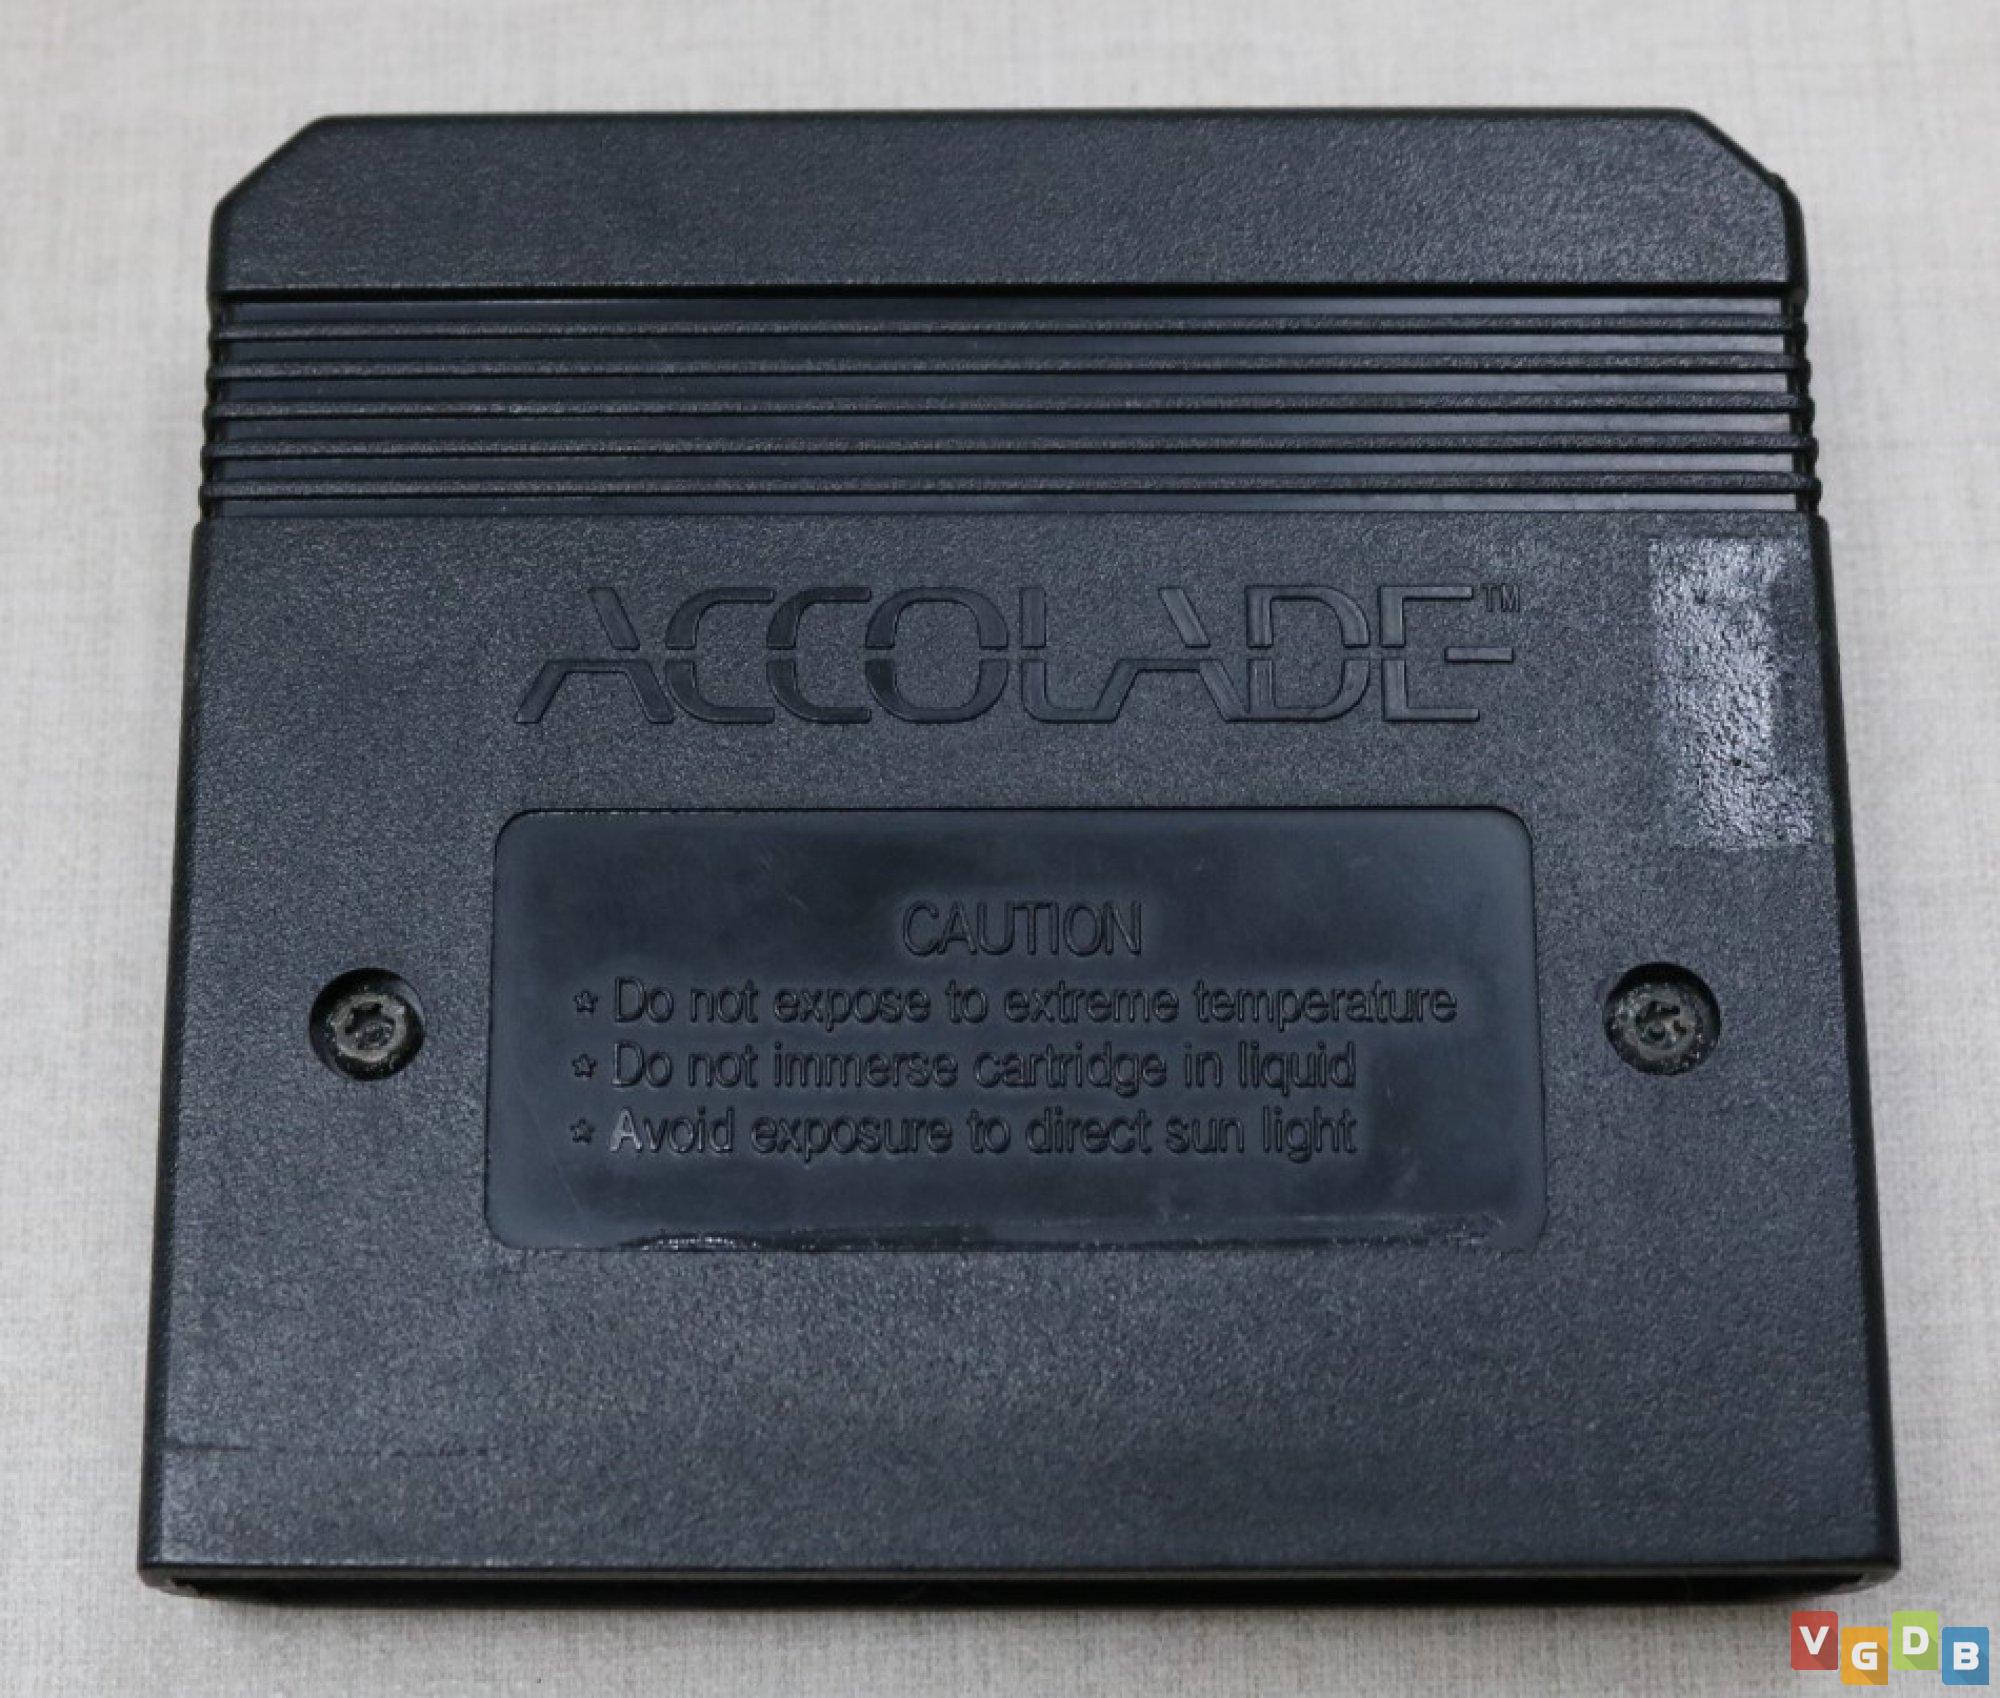 ACCOLADE™
CAUTION
☆ Do not expose to extreme temperature
☆ Do not immerse cartridge in liquid
☆ Avoid exposure to direct sun light
VGDB